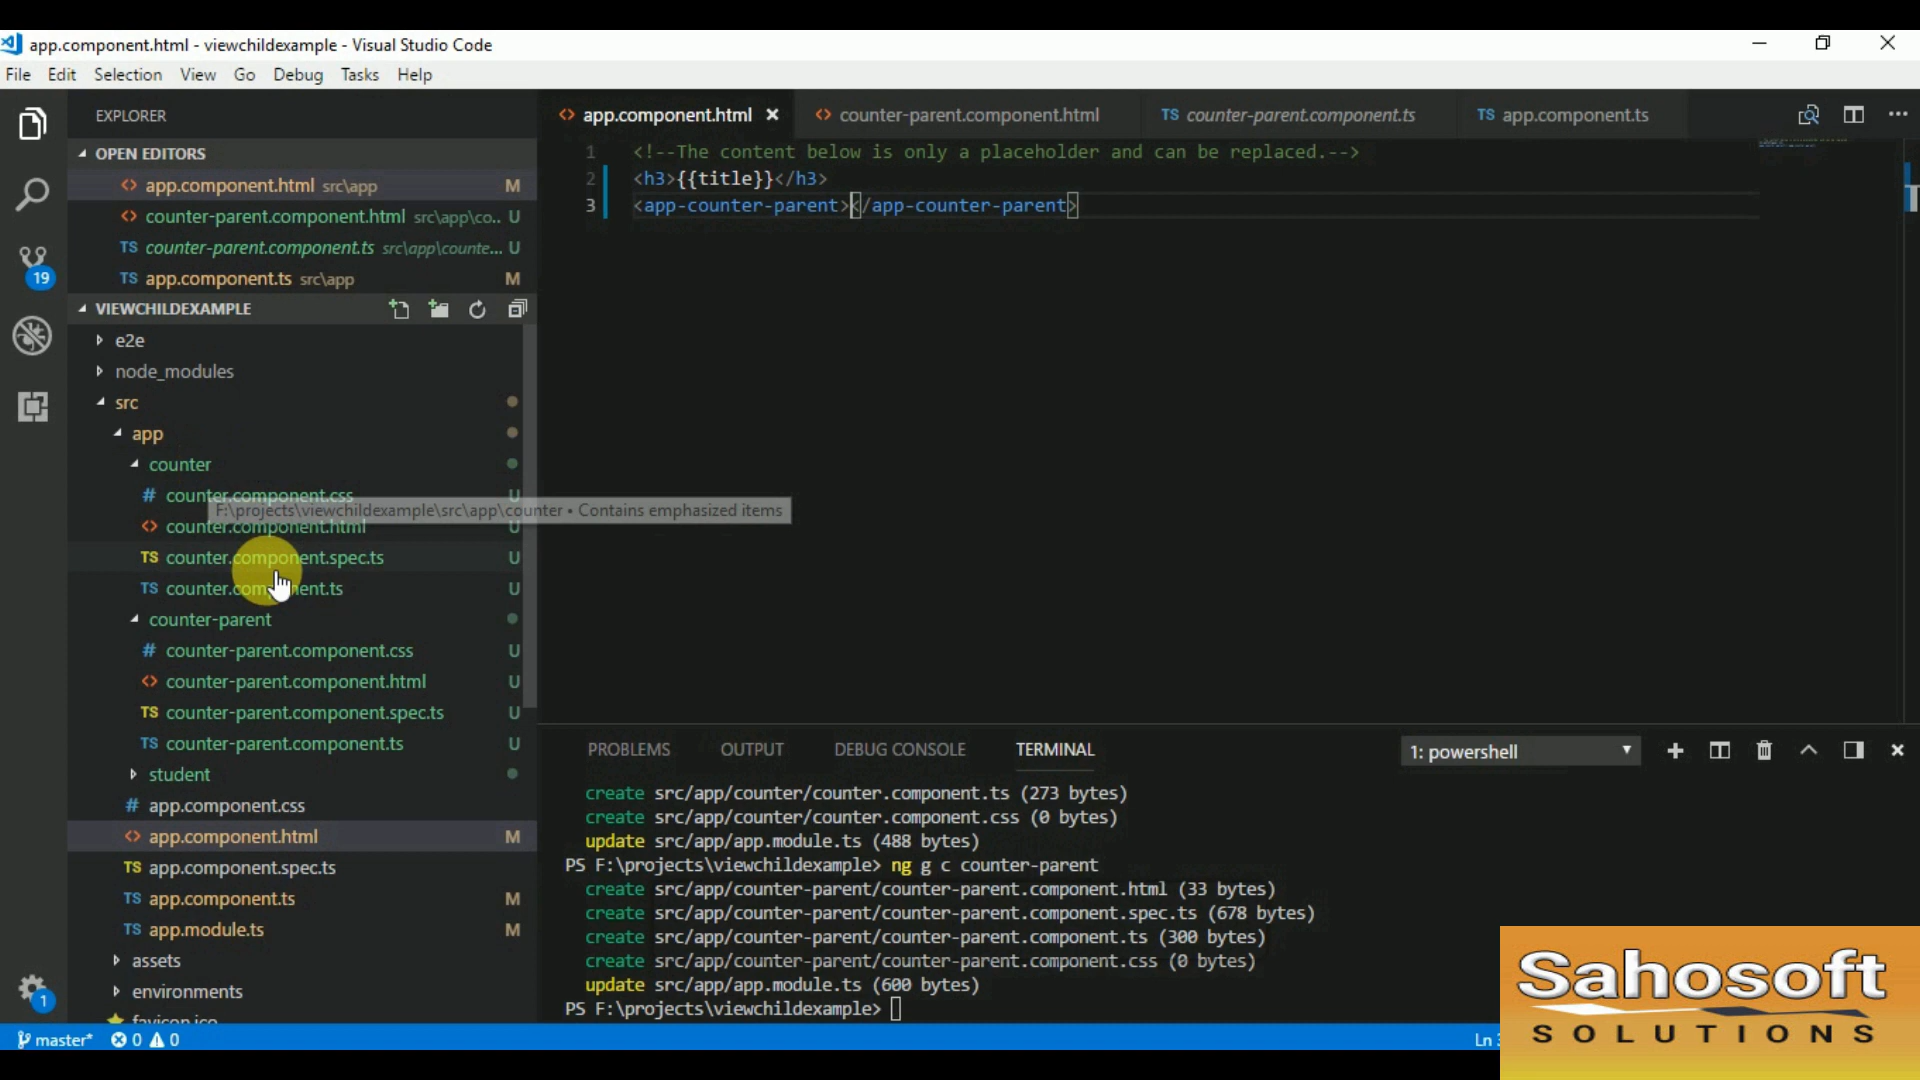 app.component.html - viewchildexample - Visual Studio Code
File Edit Selection View Go Debug Tasks Help
EXPLORER
app.component.html counter-parent.component.html TS counter-parent.component.ts TS app.component.ts
OPEN EDITORS
app.component.html src\app M
counter-parent.component.html src\app\co... U
TS counter-parent.component.ts src\app\counte... U
TS app.component.ts src\app M
1 <!--The content below is only a placeholder and can be replaced.-->
2 <h3>{{title}}</h3>
3 <app-counter-parent></app-counter-parent>
19
VIEWCHILDEXAMPLE
e2e
node_modules
src
app
counter
# counter.component.css U
F:\projects\viewchildexample\src\app\counter • Contains emphasized items
counter.component.html U
TS counter.component.spec.ts U
TS counter.component.ts U
counter-parent
# counter-parent.component.css U
counter-parent.component.html U
TS counter-parent.component.spec.ts U
TS counter-parent.component.ts U
student
# app.component.css
app.component.html M
TS app.component.spec.ts
TS app.component.ts M
TS app.module.ts M
assets
environments
favicon.ico
1
PROBLEMS OUTPUT DEBUG CONSOLE TERMINAL 1: powershell
create src/app/counter/counter.component.ts (273 bytes)
create src/app/counter/counter.component.css (0 bytes)
update src/app/app.module.ts (488 bytes)
PS F:\projects\viewchildexample> ng g c counter-parent
create src/app/counter-parent/counter-parent.component.html (33 bytes)
create src/app/counter-parent/counter-parent.component.spec.ts (678 bytes)
create src/app/counter-parent/counter-parent.component.ts (300 bytes)
create src/app/counter-parent/counter-parent.component.css (0 bytes)
update src/app/app.module.ts (600 bytes)
PS F:\projects\viewchildexample>
master* 0 0 Ln
Sahosoft
SOLUTIONS